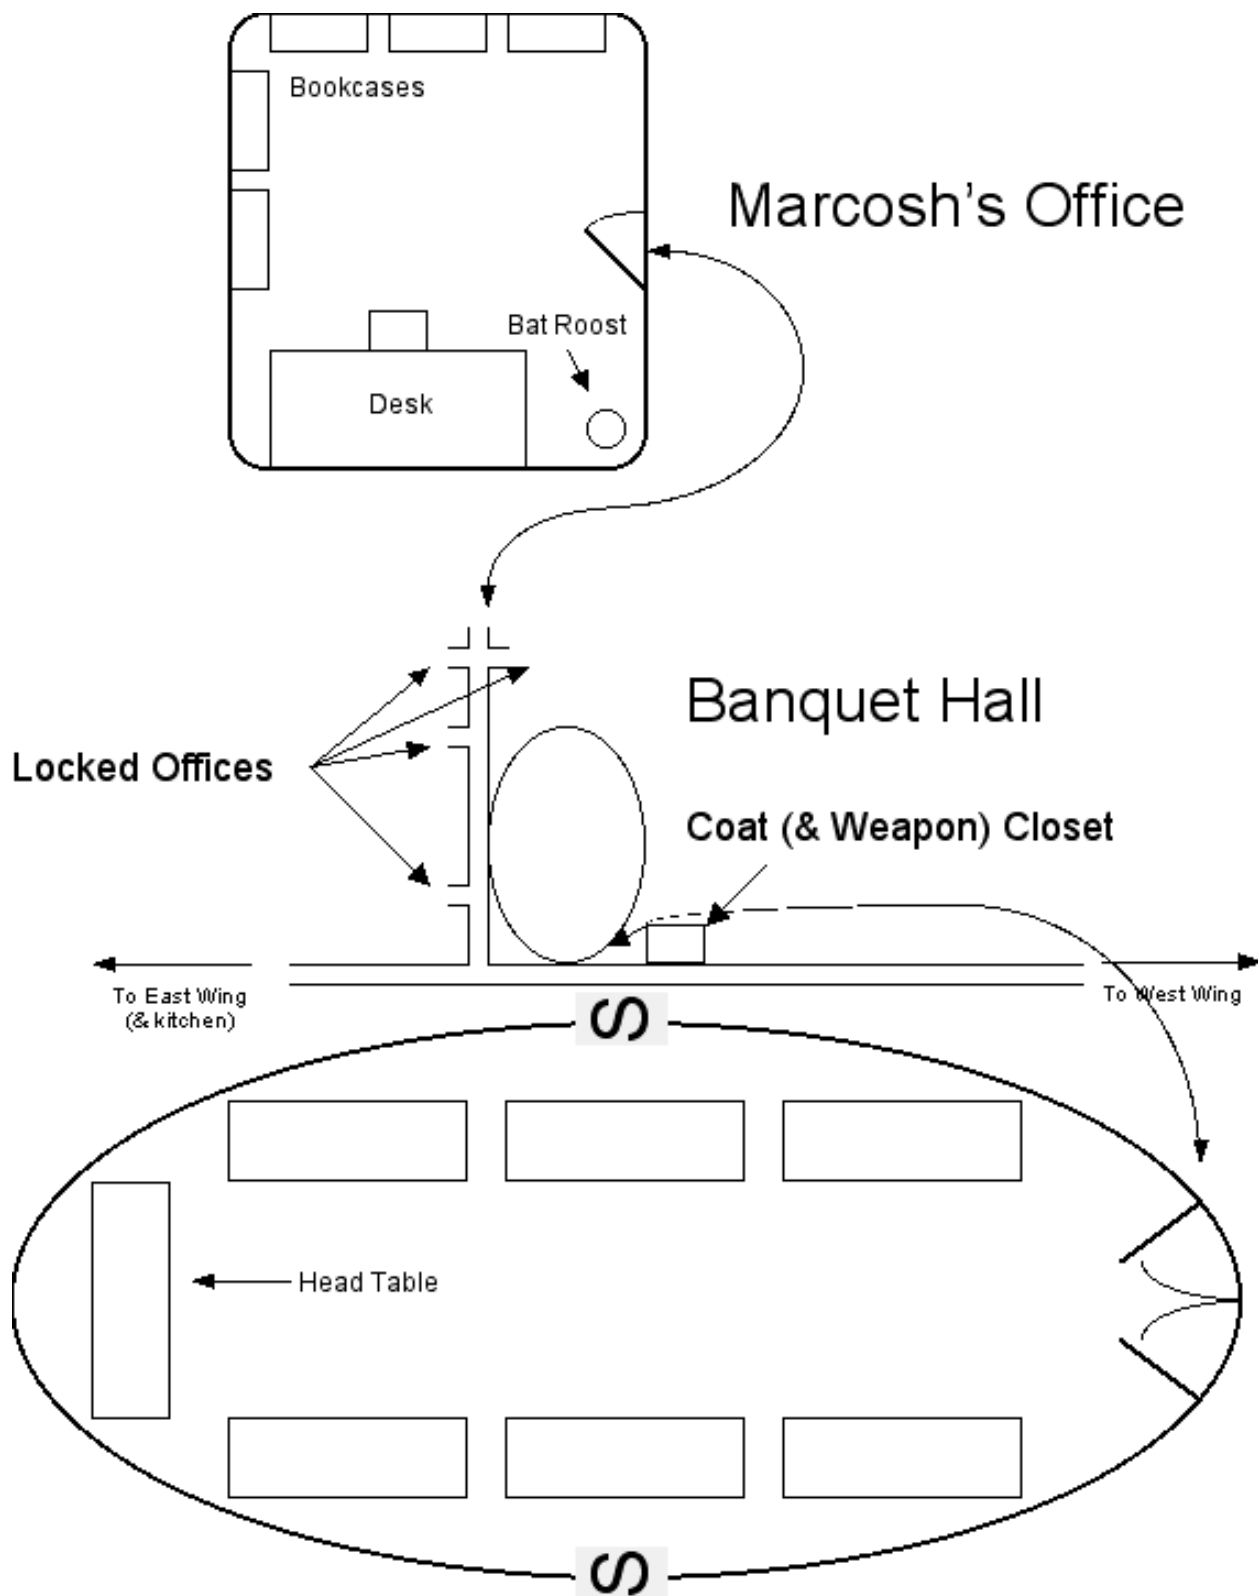 Bookcases
Marcosh's Office
Bat Roost
Desk
Banquet Hall
Locked Offices
Coat (& Weapon) Closet
To East Wing
(& kitchen)
To West Wing
S
Head Table
S